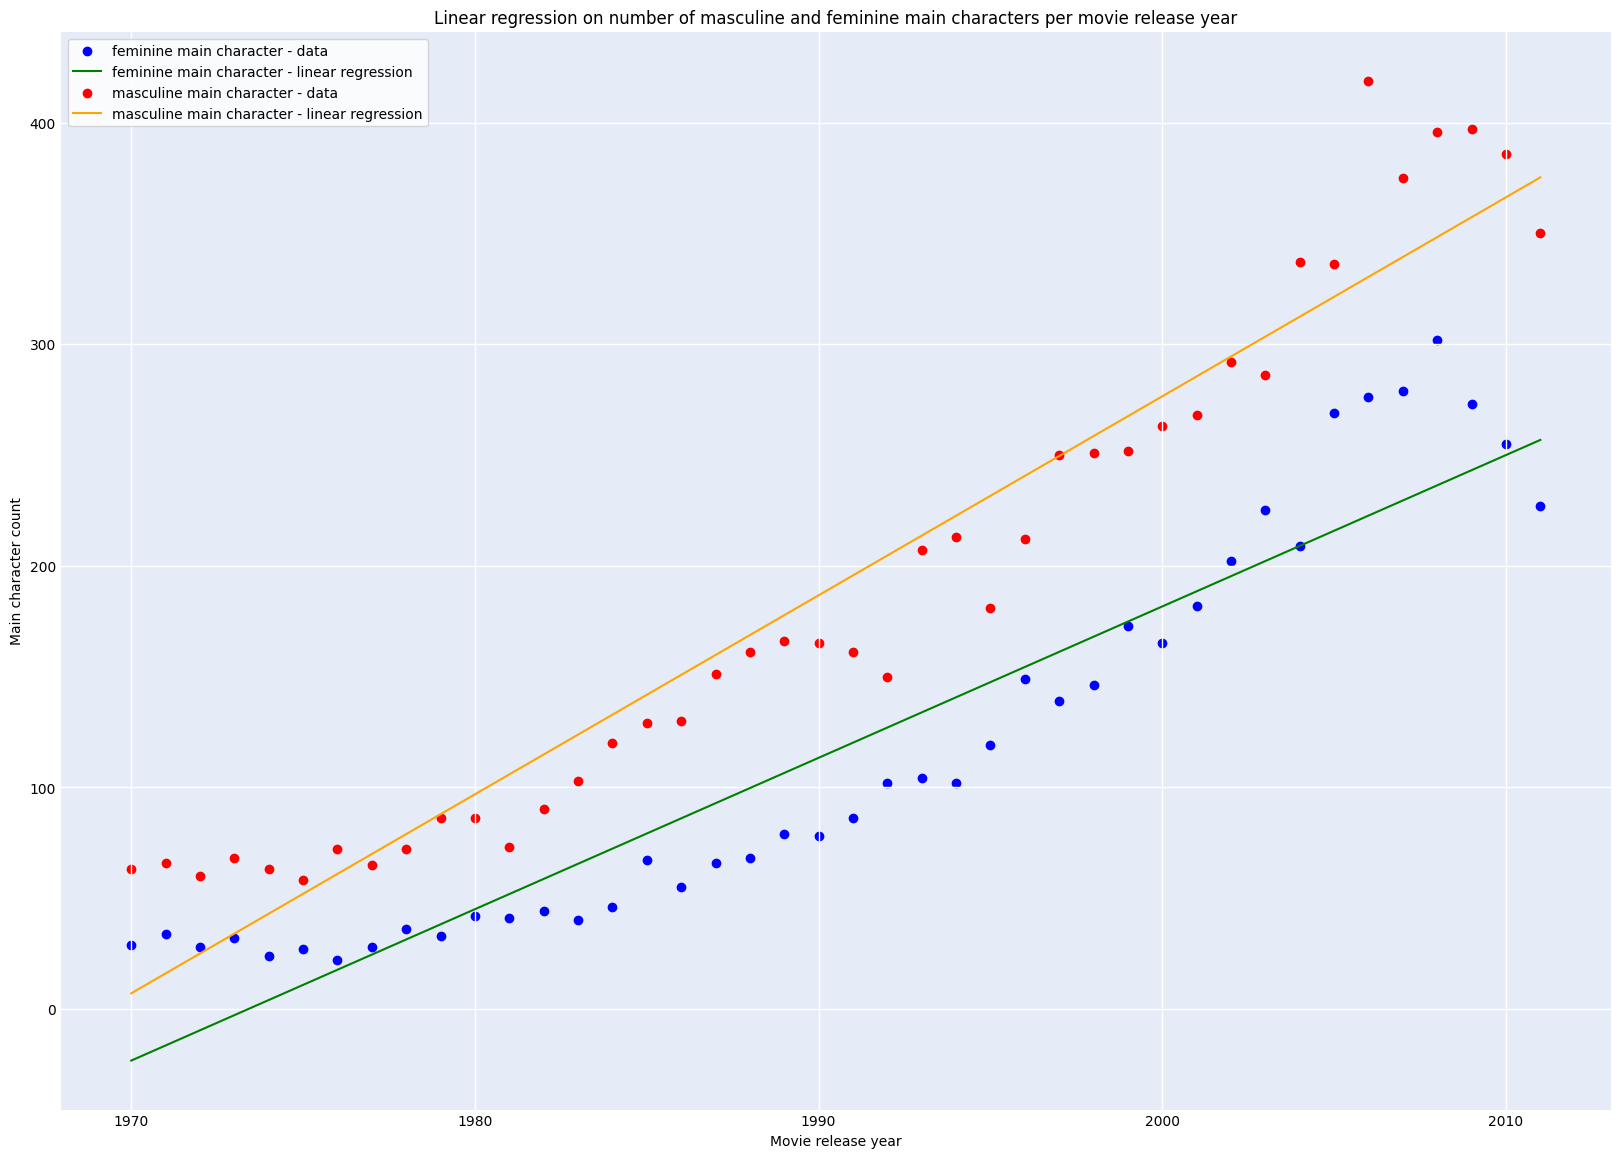 Linear regression on number of masculine and feminine main characters per movie release year
feminine main character - data
feminine main character - linear regression
masculine main character - data
masculine main character - linear regression
Main character count
400
300
200
100
0
1970
1980
1990
2000
2010
Movie release year